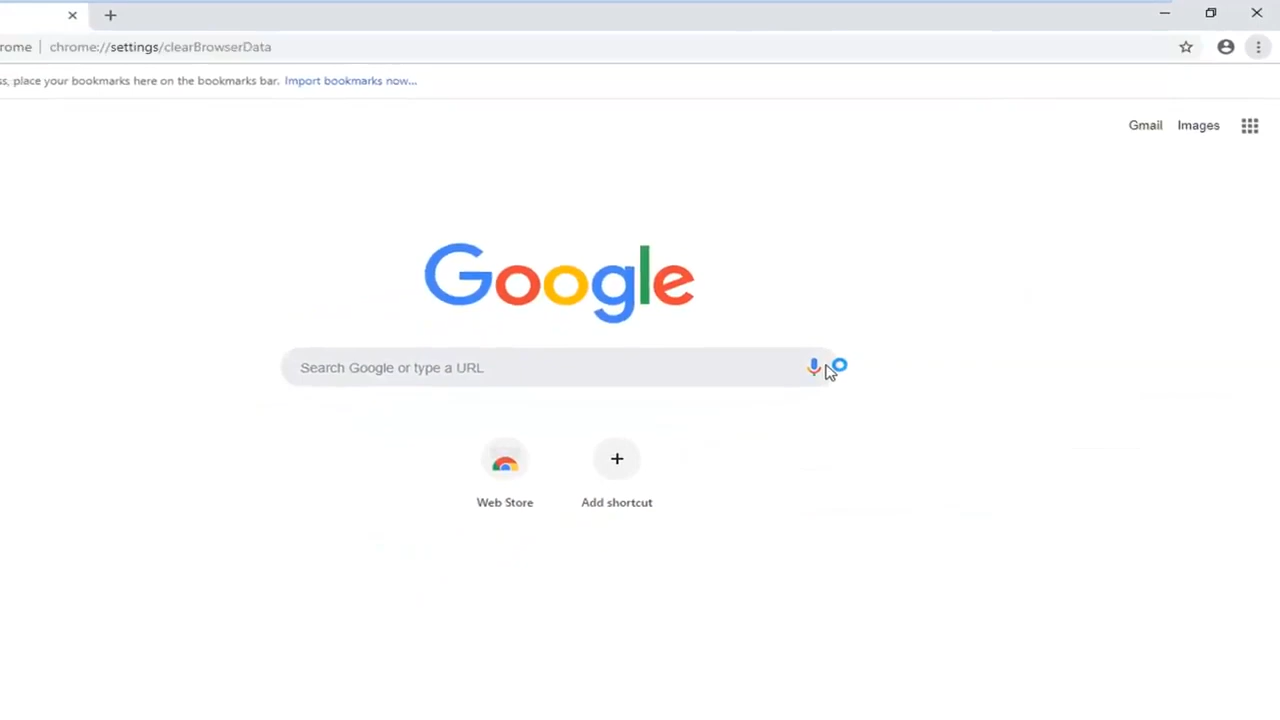 rome | chrome://settings/clearBrowserData
s, place your bookmarks here on the bookmarks bar. Import bookmarks now...
Gmail Images
Google
Search Google or type a URL
Web Store Add shortcut